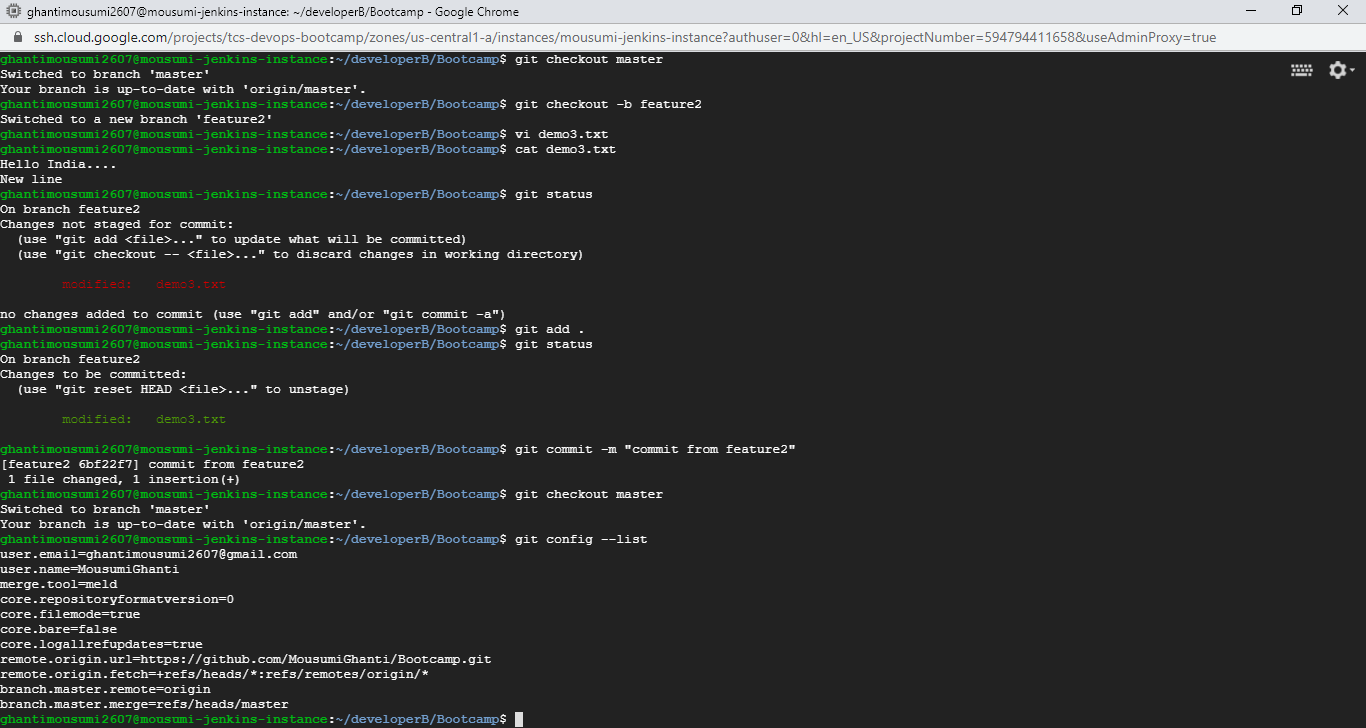 ghantimousumi2607@mousumi-jenkins-instance: ~/developerB/Bootcamp - Google Chrome
ssh.cloud.google.com/projects/tcs-devops-bootcamp/zones/us-central1-a/instances/mousumi-jenkins-instance?authuser=0&hl=en_US&projectNumber=594794411658&useAdminProxy=true
ghantimousumi2607@mousumi-jenkins-instance:~/developerB/Bootcamp$ git checkout master
Switched to branch 'master'
Your branch is up-to-date with 'origin/master'.
ghantimousumi2607@mousumi-jenkins-instance:~/developerB/Bootcamp$ git checkout -b feature2
Switched to a new branch 'feature2'
ghantimousumi2607@mousumi-jenkins-instance:~/developerB/Bootcamp$ vi demo3.txt
ghantimousumi2607@mousumi-jenkins-instance:~/developerB/Bootcamp$ cat demo3.txt
Hello India....
New line
ghantimousumi2607@mousumi-jenkins-instance:~/developerB/Bootcamp$ git status
On branch feature2
Changes not staged for commit:
  (use "git add <file>..." to update what will be committed)
  (use "git checkout -- <file>..." to discard changes in working directory)
        modified:   demo3.txt
no changes added to commit (use "git add" and/or "git commit -a")
ghantimousumi2607@mousumi-jenkins-instance:~/developerB/Bootcamp$ git add .
ghantimousumi2607@mousumi-jenkins-instance:~/developerB/Bootcamp$ git status
On branch feature2
Changes to be committed:
  (use "git reset HEAD <file>..." to unstage)
        modified:   demo3.txt
ghantimousumi2607@mousumi-jenkins-instance:~/developerB/Bootcamp$ git commit -m "commit from feature2"
[feature2 6bf22f7] commit from feature2
 1 file changed, 1 insertion(+)
ghantimousumi2607@mousumi-jenkins-instance:~/developerB/Bootcamp$ git checkout master
Switched to branch 'master'
Your branch is up-to-date with 'origin/master'.
ghantimousumi2607@mousumi-jenkins-instance:~/developerB/Bootcamp$ git config --list
user.email=ghantimousumi2607@gmail.com
user.name=MousumiGhanti
merge.tool=meld
core.repositoryformatversion=0
core.filemode=true
core.bare=false
core.logallrefupdates=true
remote.origin.url=https://github.com/MousumiGhanti/Bootcamp.git
remote.origin.fetch=+refs/heads/*:refs/remotes/origin/*
branch.master.remote=origin
branch.master.merge=refs/heads/master
ghantimousumi2607@mousumi-jenkins-instance:~/developerB/Bootcamp$